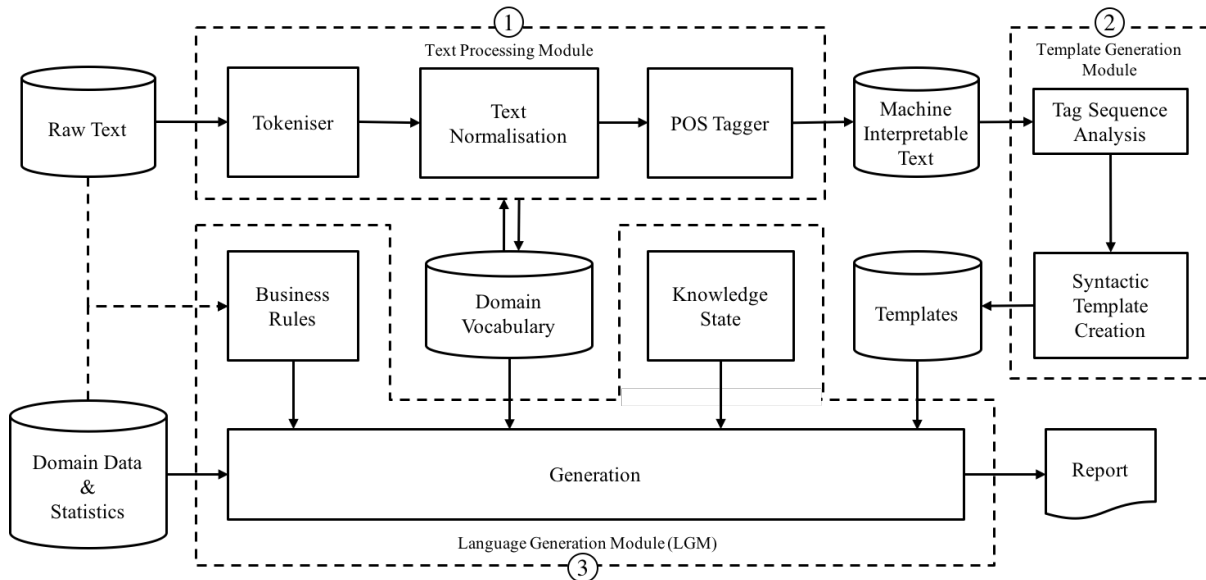 1
Text Processing Module
2
Template Generation
Module
Raw Text
Tokeniser
Text
Normalisation
POS Tagger
Machine
Interpretable
Text
Tag Sequence
Analysis
Business
Rules
Domain
Vocabulary
Knowledge
State
Templates
Syntactic
Template
Creation
Domain Data
&
Statistics
Generation
Report
Language Generation Module (LGM)
3